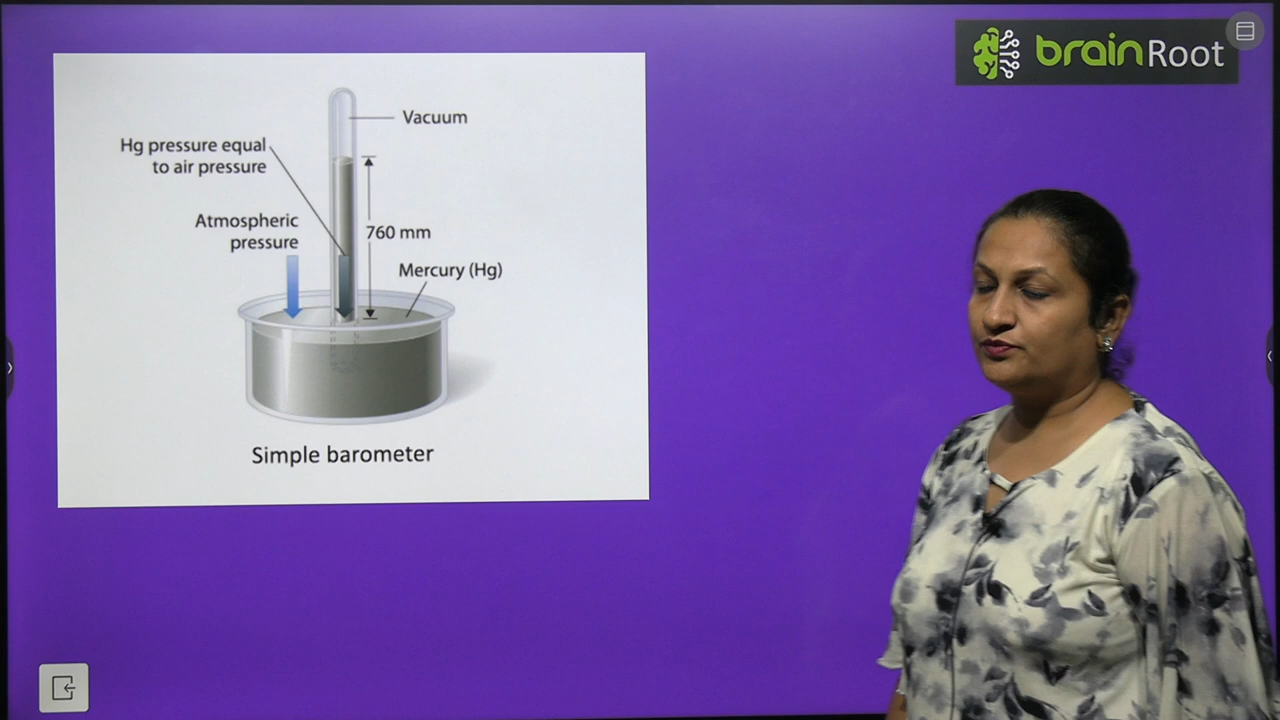 brainRoot
Vacuum
Hg pressure equal
to air pressure
Atmospheric
pressure
760 mm
Mercury (Hg)
Simple barometer